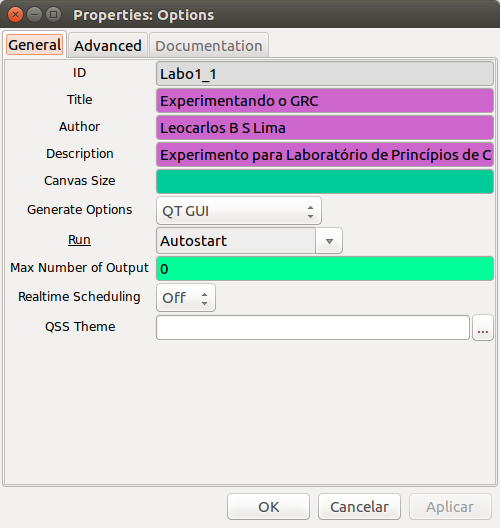 Properties: Options
General Advanced Documentation
ID Labo1_1
Title Experimentando o GRC
Author Leocarlos B S Lima
Description Experimento para Laboratório de Princípios de C
Canvas Size
Generate Options QT GUI
Run Autostart
Max Number of Output 0
Realtime Scheduling Off
QSS Theme ...
OK Cancelar Aplicar